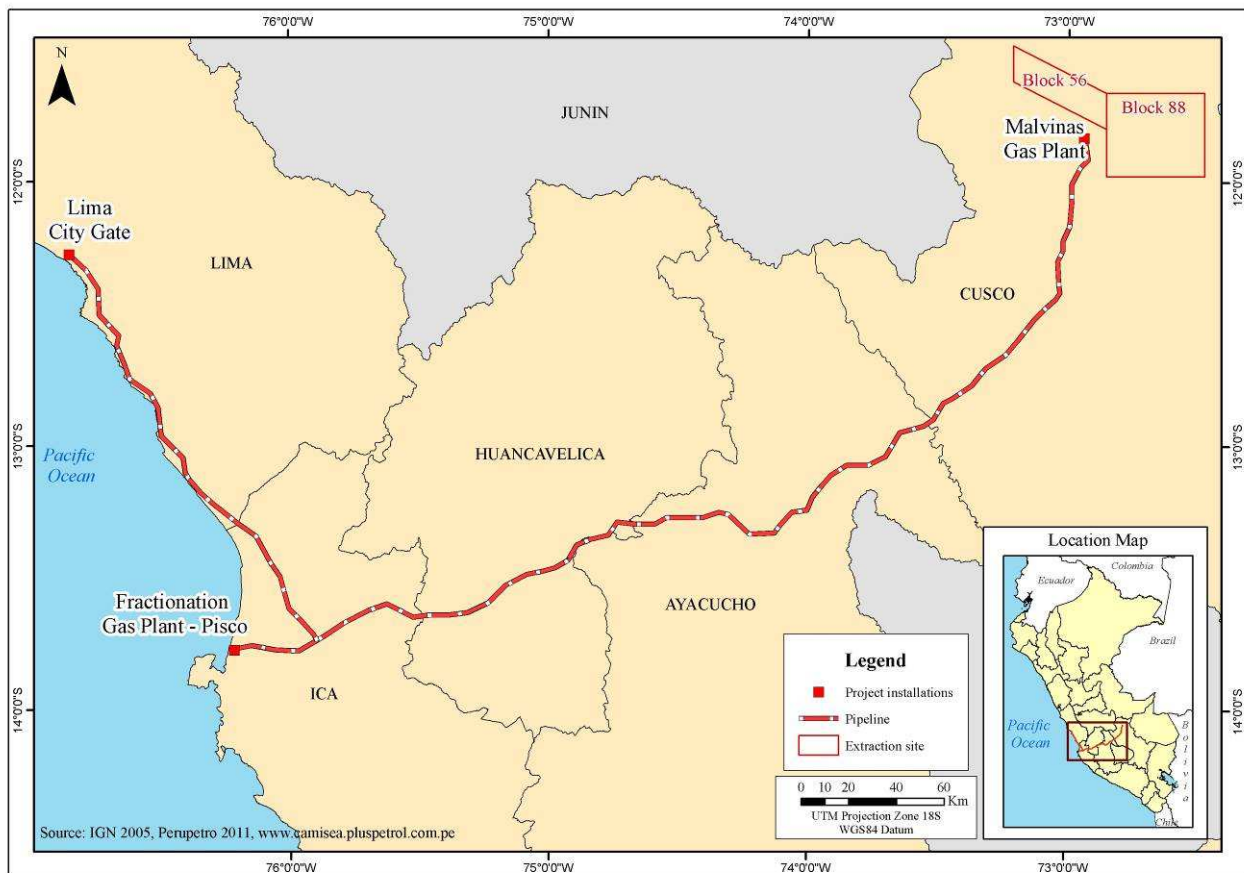 76°0'0"W
75°0'0"W
74°0'0"W
73°0'0"W
N
Block 56
Block 88
JUNIN
Malvinas
Gas Plant
12°0'0"S
12°0'0"S
Lima
City Gate
LIMA
CUSCO
13°0'0"S
13°0'0"S
Pacific
Ocean
HUANCAVELICA
Location Map
Colombia
Ecuador
Brazil
Pacific
Ocean
Bolivia
Chile
Fractionation
Gas Plant - Pisco
AYACUCHO
ICA
Legend
Project installations
Pipeline
Extraction site
14°0'0"S
14°0'0"S
0 10 20 40 60
Km
UTM Projection Zone 18S
WGS84 Datum
Source: IGN 2005, Perupetro 2011, www.camisea.pluspetrol.com.pe
76°0'0"W
75°0'0"W
74°0'0"W
73°0'0"W